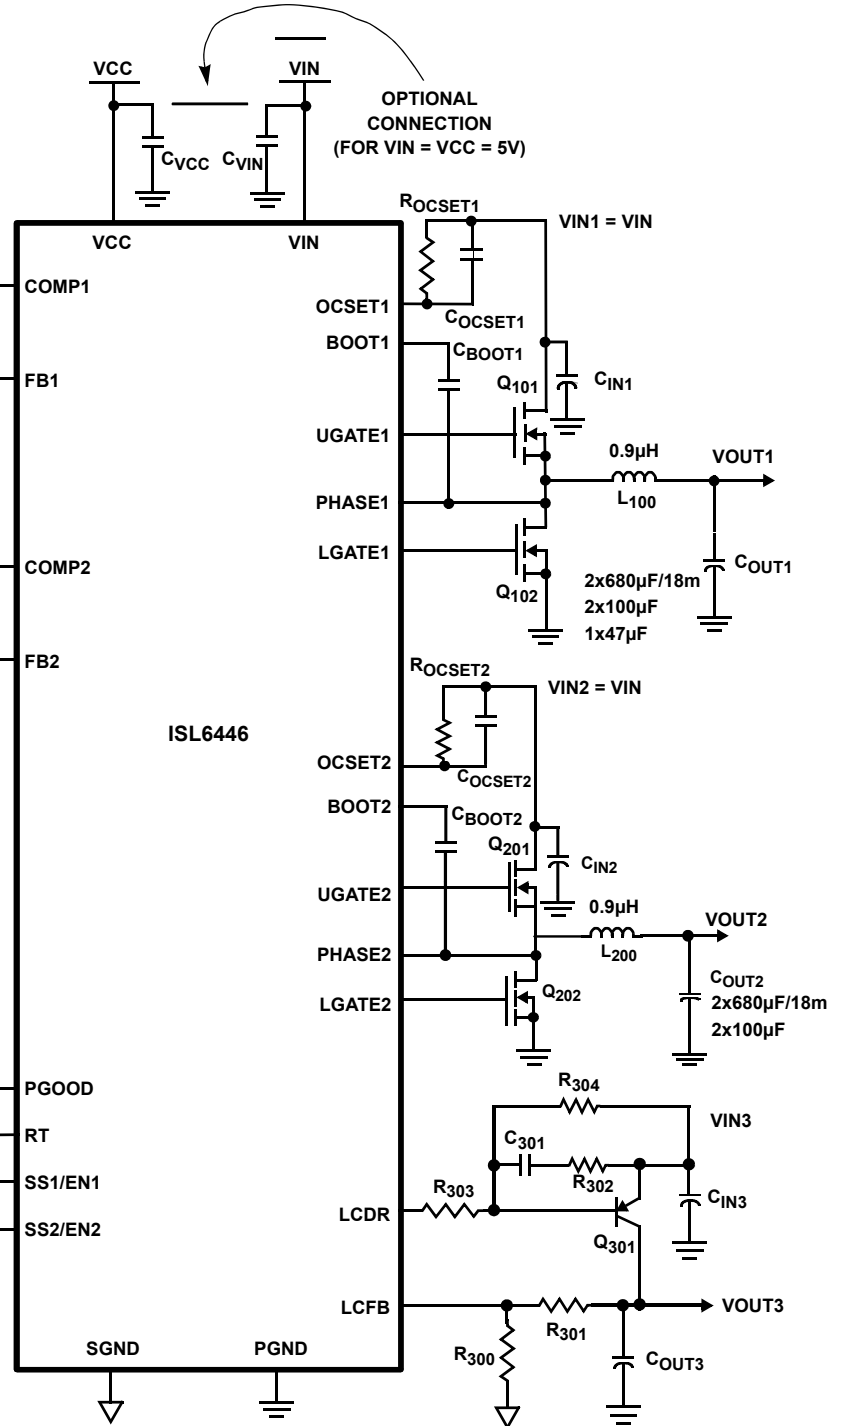 VCC
VIN
OPTIONAL
CONNECTION
(FOR VIN = VCC = 5V)
CVCC
CVIN
VCC
VIN
ROCSET1
VIN1 = VIN
COMP1
OCSET1
COCSET1
BOOT1
CBOOT1
FB1
Q101
CIN1
UGATE1
0.9µH
VOUT1
L100
PHASE1
LGATE1
COUT1
COMP2
Q102
2x680µF/18m
2x100µF
1x47µF
FB2
ROCSET2
VIN2 = VIN
ISL6446
OCSET2
COCSET2
BOOT2
CBOOT2
Q201
CIN2
UGATE2
0.9µH
VOUT2
PHASE2
L200
LGATE2
Q202
COUT2
2x680µF/18m
2x100µF
PGOOD
R304
VIN3
RT
C301
R302
SS1/EN1
R303
CIN3
LCDR
SS2/EN2
Q301
LCFB
VOUT3
R301
SGND
PGND
R300
COUT3